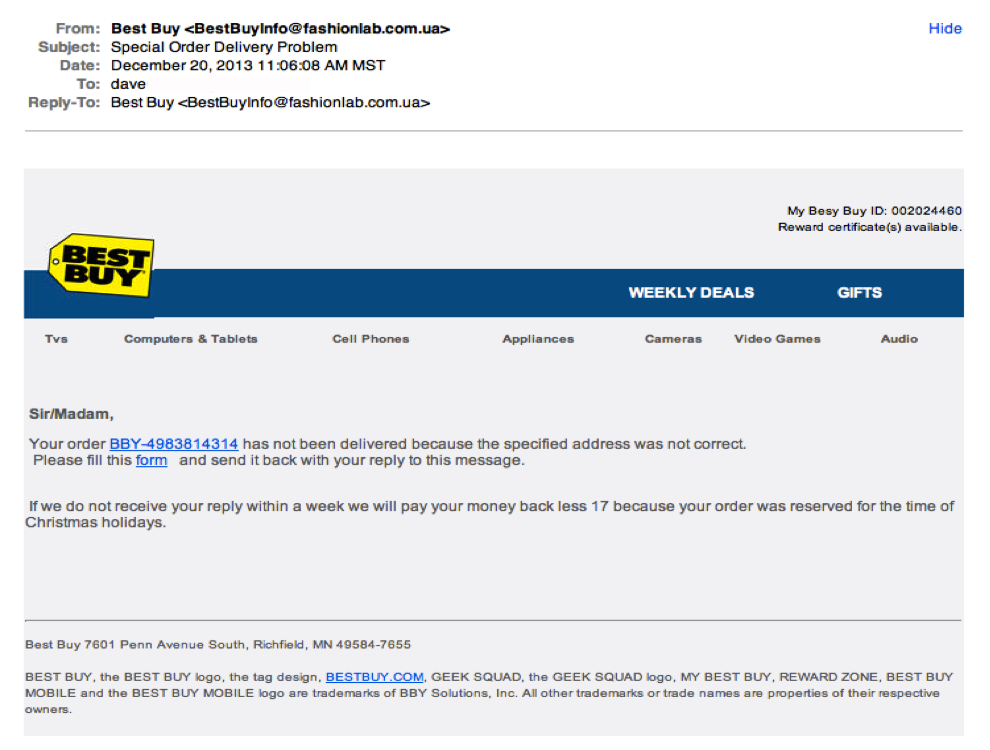 From: Best Buy <BestBuyInfo@fashionlab.com.ua>
Hide
Subject: Special Order Delivery Problem
Date: December 20, 2013 11:06:08 AM MST
To: dave
Reply-To: Best Buy <BestBuyInfo@fashionlab.com.ua>
My Besy Buy ID: 002024460
Reward certificate(s) available.
BEST
BUY
WEEKLY DEALS GIFTS
Tvs Computers & Tablets Cell Phones Appliances Cameras Video Games Audio
Sir/Madam,
Your order BBY-4983814314 has not been delivered because the specified address was not correct.
Please fill this form and send it back with your reply to this message.
If we do not receive your reply within a week we will pay your money back less 17 because your order was reserved for the time of
Christmas holidays.
Best Buy 7601 Penn Avenue South, Richfield, MN 49584-7655
BEST BUY, the BEST BUY logo, the tag design, BESTBUY.COM, GEEK SQUAD, the GEEK SQUAD logo, MY BEST BUY, REWARD ZONE, BEST BUY
MOBILE and the BEST BUY MOBILE logo are trademarks of BBY Solutions, Inc. All other trademarks or trade names are properties of their respective
owners.